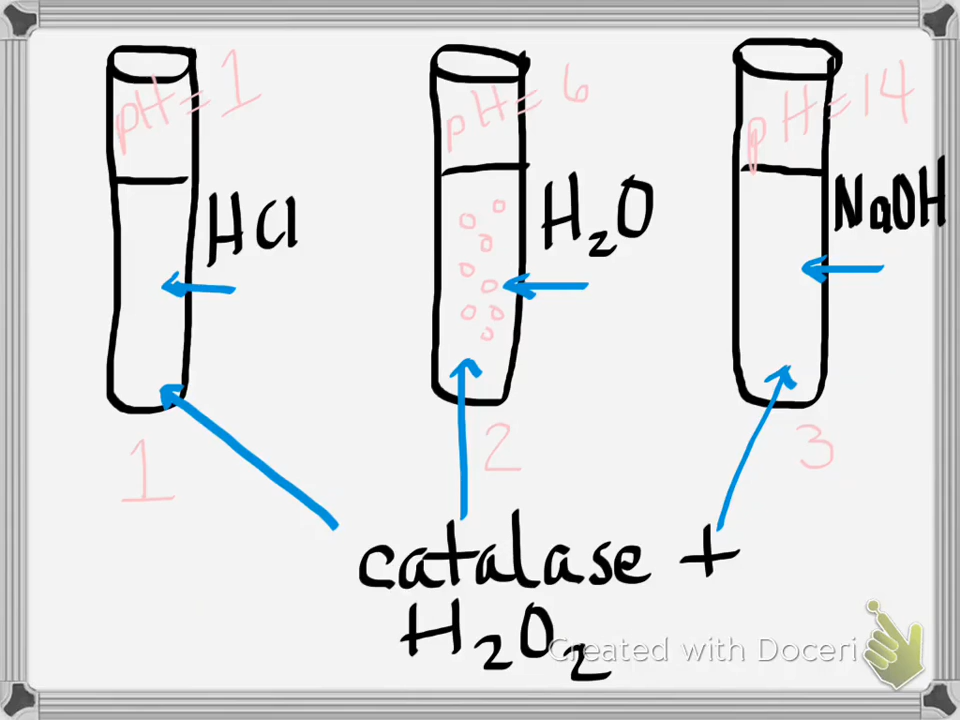 pH = 1
pH = 6
pH = 14
HCl
H₂O
NaOH
1
2
3
catalase +
H₂O₂
Created with Doceri